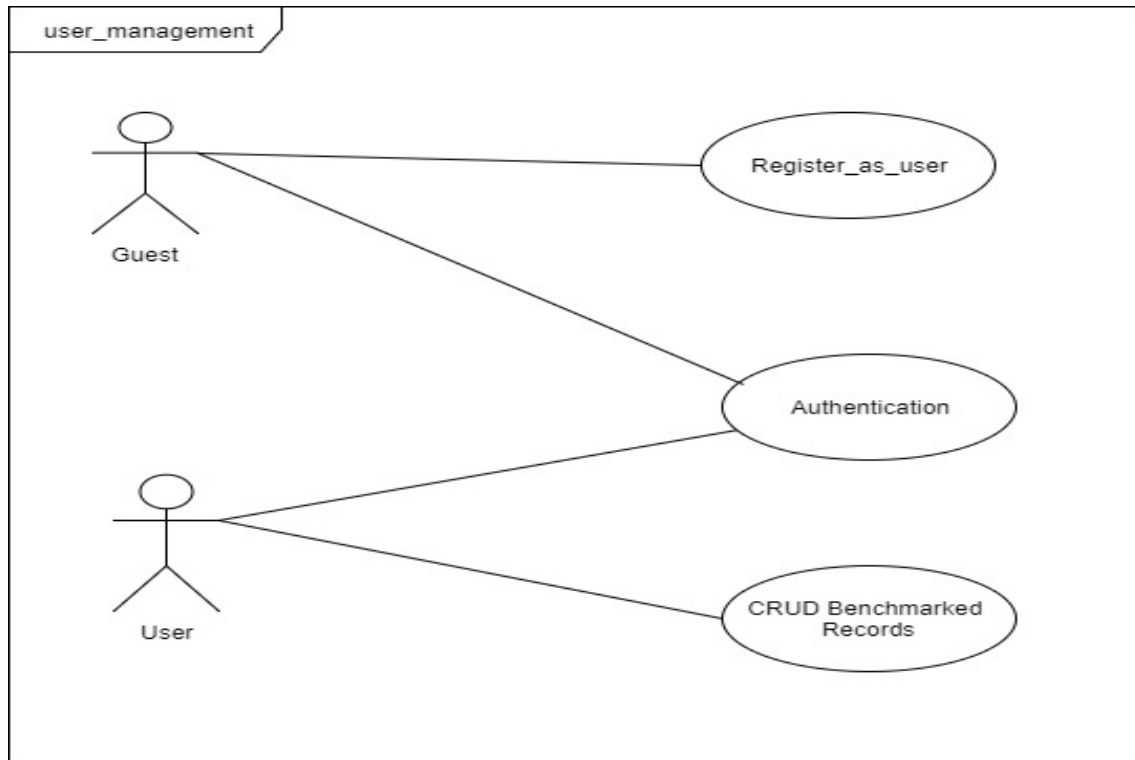 user_management
Register_as_user
Guest
Authentication
CRUD Benchmarked
Records
User